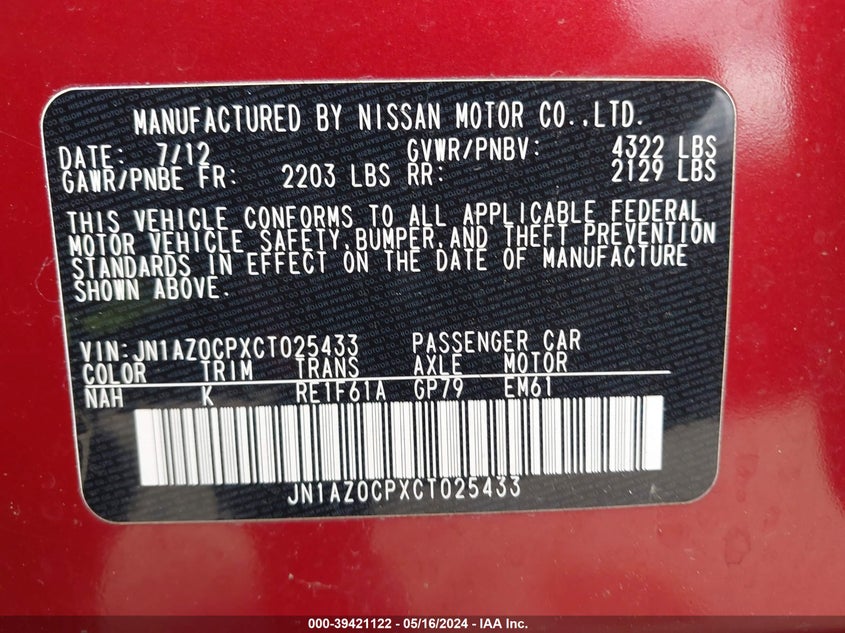 MANUFACTURED BY NISSAN MOTOR CO.,LTD.
DATE: 7/12 GVWR/PNBV: 4322 LBS
GAWR/PNBE FR: 2203 LBS RR: 2129 LBS
THIS VEHICLE CONFORMS TO ALL APPLICABLE FEDERAL
MOTOR VEHICLE SAFETY,BUMPER,AND THEFT PREVENTION
STANDARDS IN EFFECT ON THE DATE OF MANUFACTURE
SHOWN ABOVE.
VIN:JN1AZ0CPXCT025433 PASSENGER CAR
COLOR TRIM TRANS AXLE MOTOR
NAH K RE1F61A GP79 EM61
JN1AZ0CPXCT025433
000-39421122 - 05/16/2024 - IAA Inc.